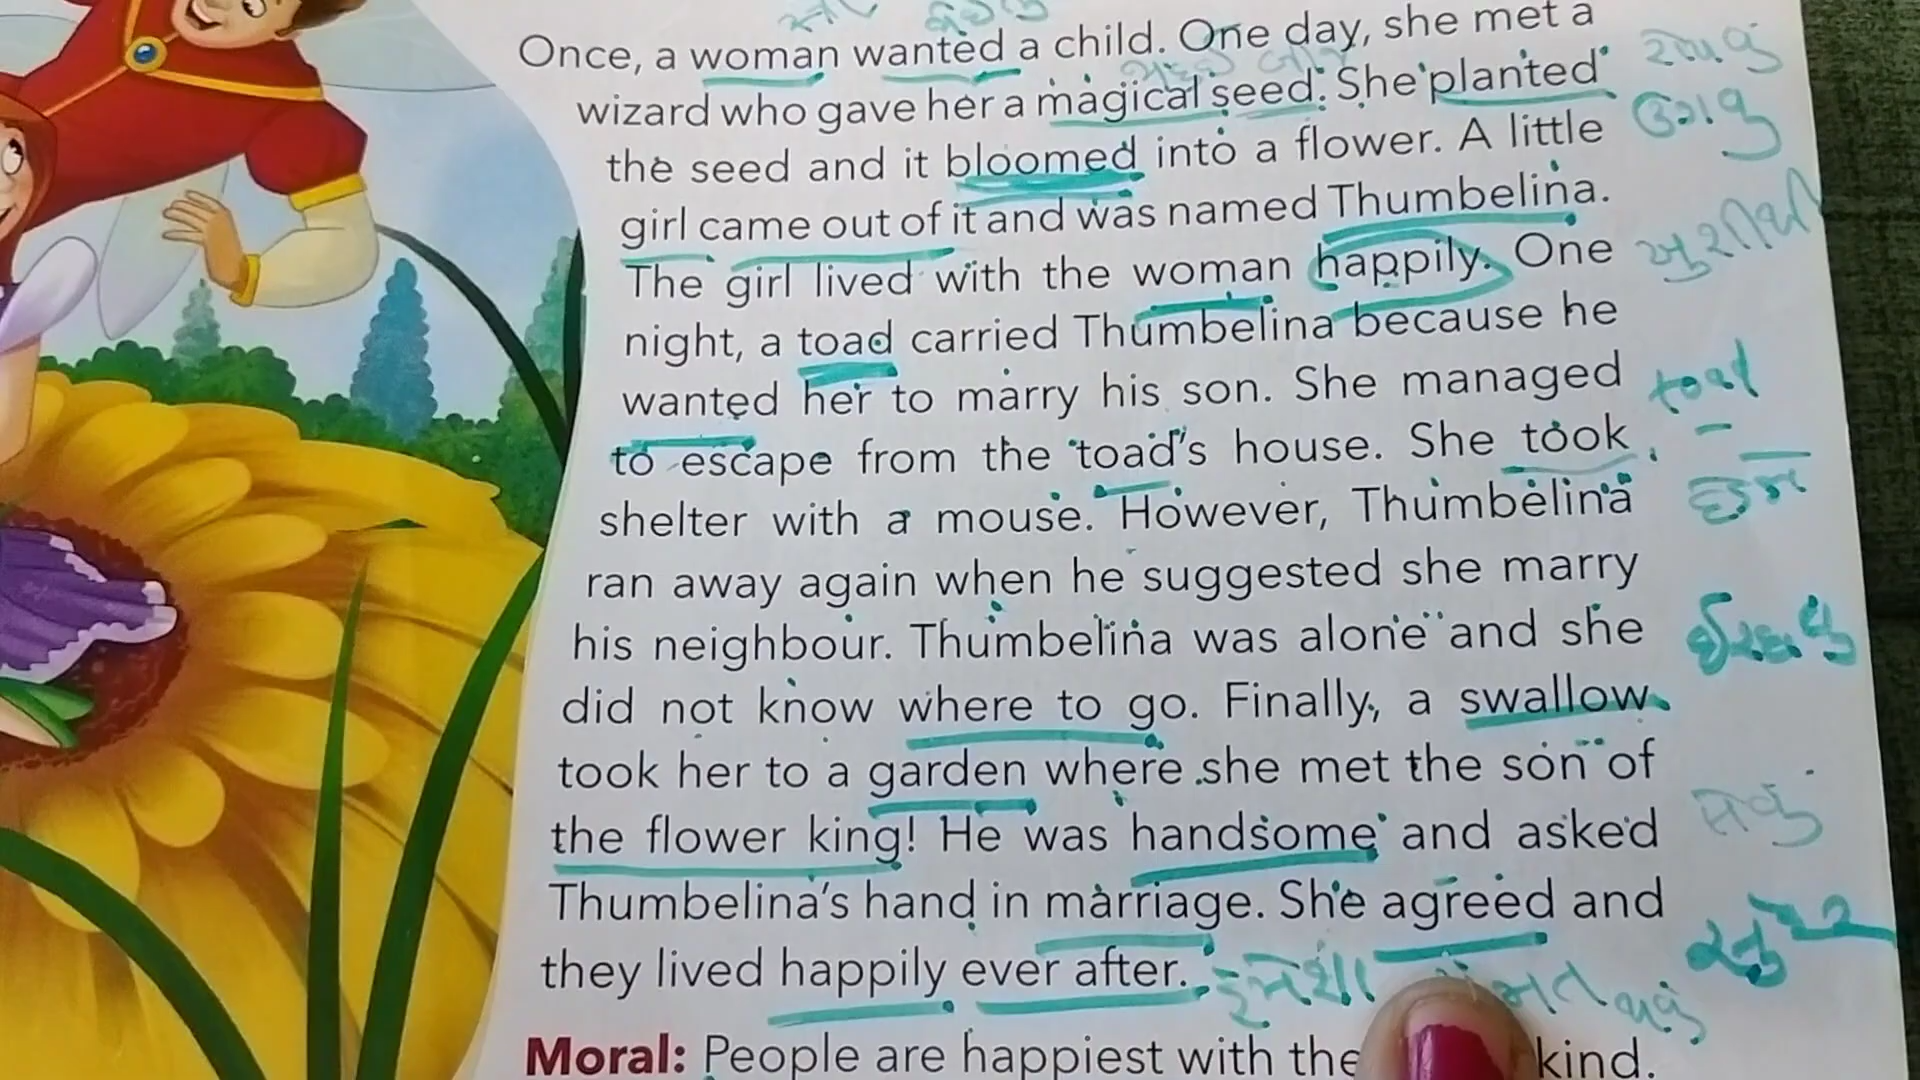 Once, a woman wanted a child. One day, she met a
wizard who gave her a magical seed. She planted
the seed and it bloomed into a flower. A little
girl came out of it and was named Thumbelina.
The girl lived with the woman happily. One
night, a toad carried Thumbelina because he
wanted her to marry his son. She managed
toad
to escape from the toad's house. She took
shelter with a mouse. However, Thumbelina
ran away again when he suggested she marry
his neighbour. Thumbelina was alone and she
did not know where to go. Finally, a swallow
took her to a garden where she met the son of
the flower king! He was handsome and asked
Thumbelina's hand in marriage. She agreed and
they lived happily ever after.
Moral: People are happiest with the kind.